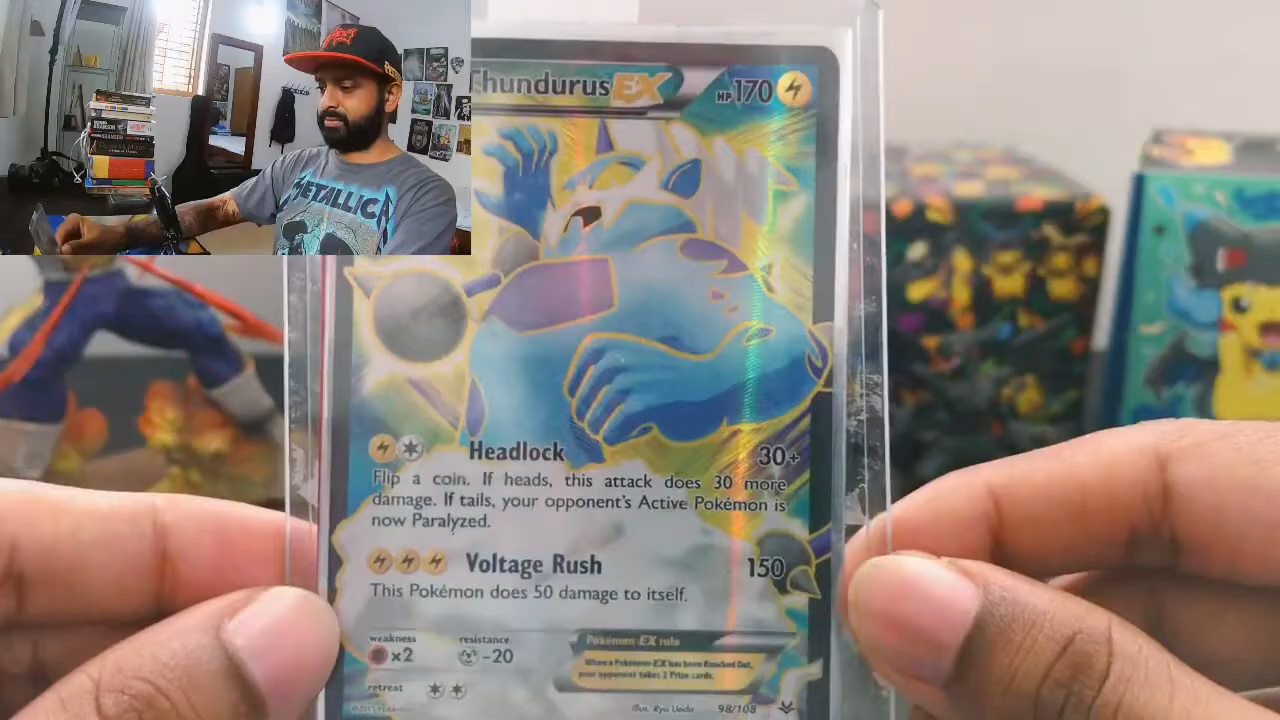 Thundurus EX HP 170
METALLICA
Headlock 30+
Flip a coin. If heads, this attack does 30 more
damage. If tails, your opponent's Active Pokémon is
now Paralyzed.
Voltage Rush 150
This Pokémon does 50 damage to itself.
weakness resistance
×2 -20
Pokémon EX rule
When a Pokémon-EX has been Knocked Out,
your opponent takes 2 Prize cards.
retreat
©2015 Pokémon
Illus. Ryo Ueda 98/108